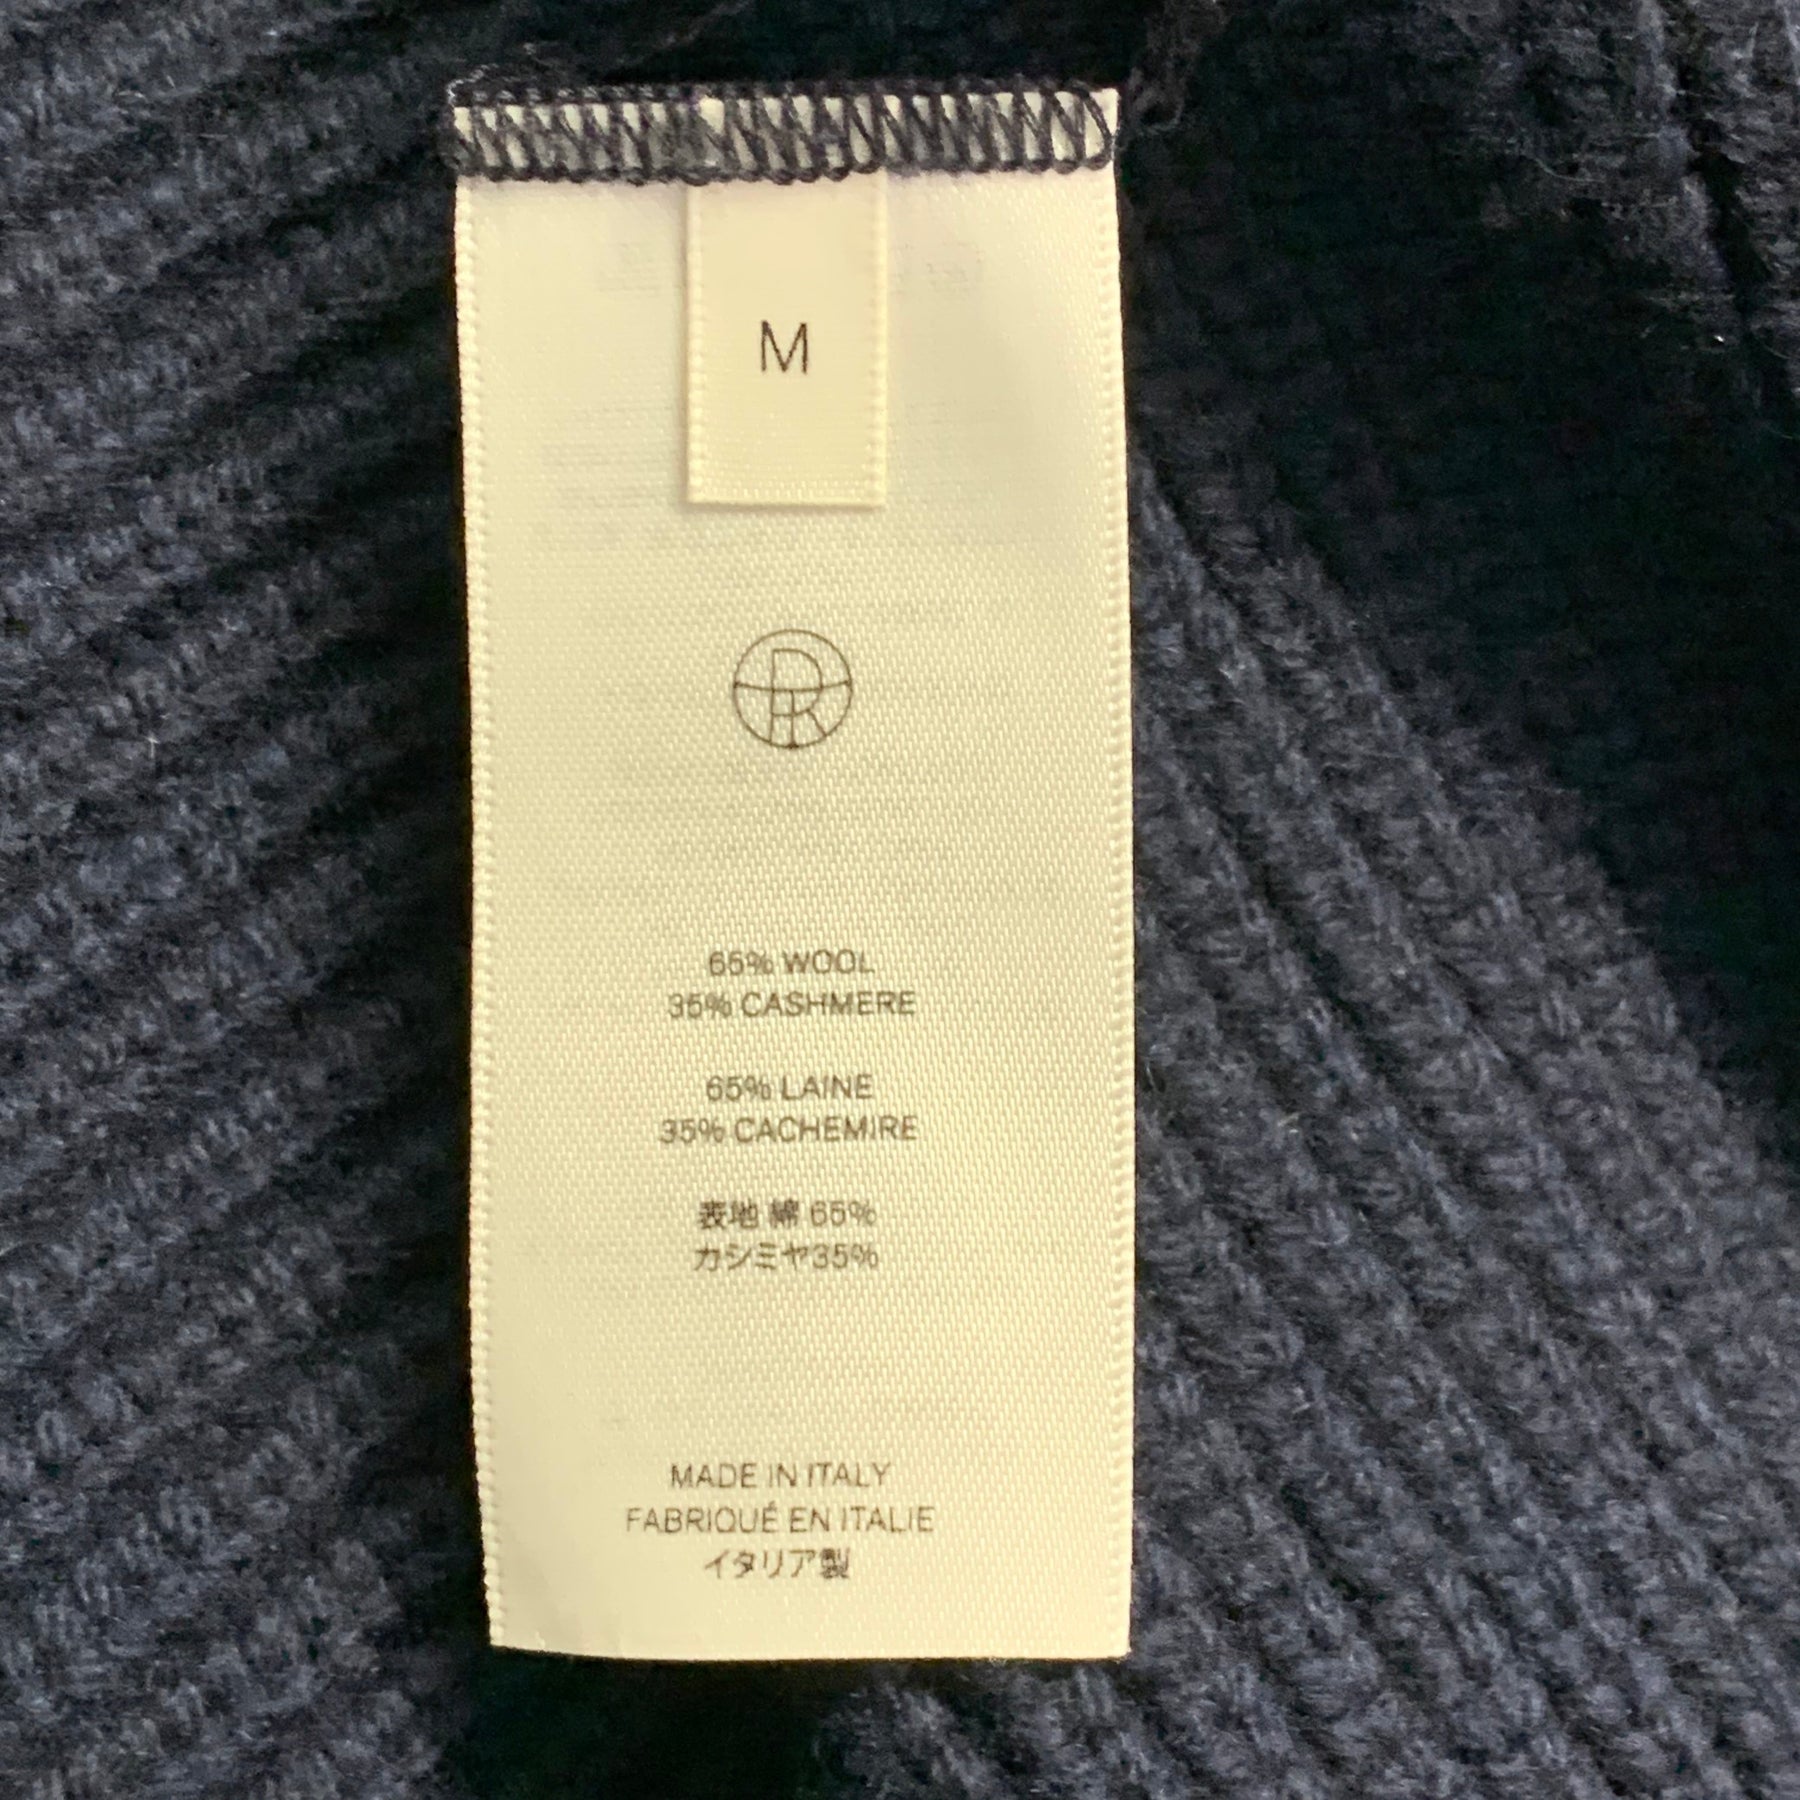 M
65% WOOL
35% CASHMERE
65% LAINE
35% CACHEMIRE
表地 綿 65%
カシミヤ35%
MADE IN ITALY
FABRIQUÉ EN ITALIE
イタリア製